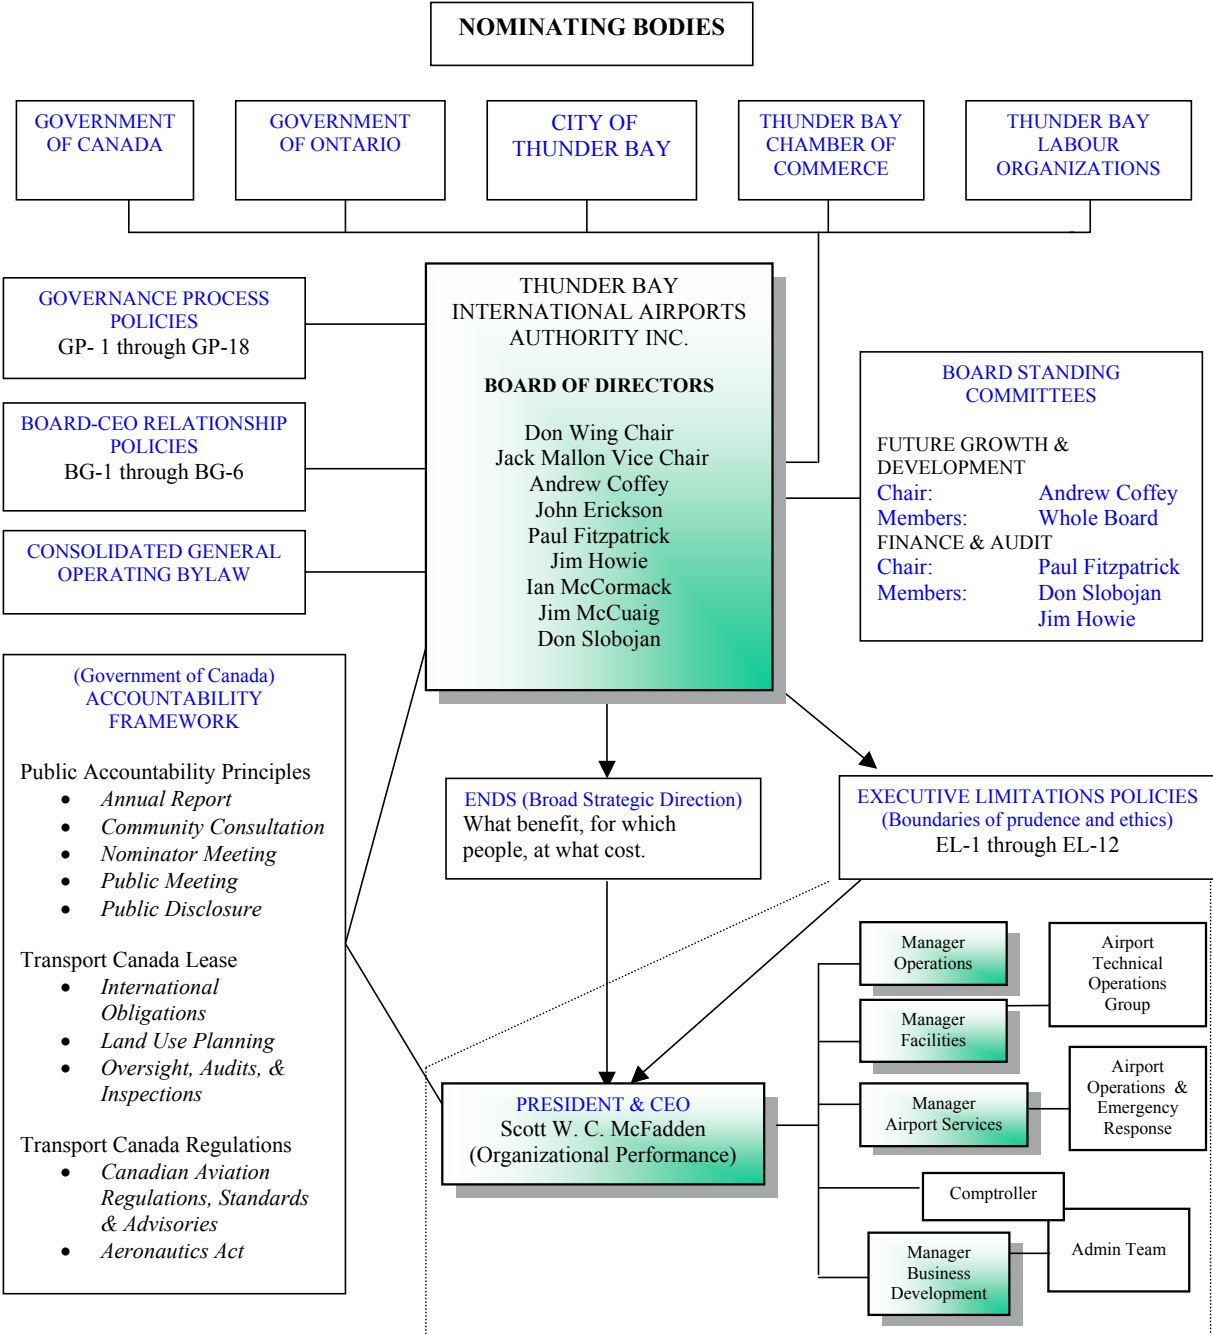 NOMINATING BODIES
GOVERNMENT
OF CANADA
GOVERNMENT
OF ONTARIO
CITY OF
THUNDER BAY
THUNDER BAY
CHAMBER OF
COMMERCE
THUNDER BAY
LABOUR
ORGANIZATIONS
GOVERNANCE PROCESS
POLICIES
GP- 1 through GP-18
BOARD-CEO RELATIONSHIP
POLICIES
BG-1 through BG-6
CONSOLIDATED GENERAL
OPERATING BYLAW
THUNDER BAY
INTERNATIONAL AIRPORTS
AUTHORITY INC.
BOARD OF DIRECTORS
Don Wing Chair
Jack Mallon Vice Chair
Andrew Coffey
John Erickson
Paul Fitzpatrick
Jim Howie
Ian McCormack
Jim McCuaig
Don Slobojan
BOARD STANDING
COMMITTEES
FUTURE GROWTH &
DEVELOPMENT
Chair: Andrew Coffey
Members: Whole Board
FINANCE & AUDIT
Chair: Paul Fitzpatrick
Members: Don Slobojan
Jim Howie
(Government of Canada)
ACCOUNTABILITY
FRAMEWORK
Public Accountability Principles
• Annual Report
• Community Consultation
• Nominator Meeting
• Public Meeting
• Public Disclosure
Transport Canada Lease
• International
Obligations
• Land Use Planning
• Oversight, Audits, &
Inspections
Transport Canada Regulations
• Canadian Aviation
Regulations, Standards
& Advisories
• Aeronautics Act
ENDS (Broad Strategic Direction)
What benefit, for which
people, at what cost.
EXECUTIVE LIMITATIONS POLICIES
(Boundaries of prudence and ethics)
EL-1 through EL-12
PRESIDENT & CEO
Scott W. C. McFadden
(Organizational Performance)
Manager
Operations
Manager
Facilities
Airport
Technical
Operations
Group
Manager
Airport Services
Airport
Operations &
Emergency
Response
Comptroller
Manager
Business
Development
Admin Team